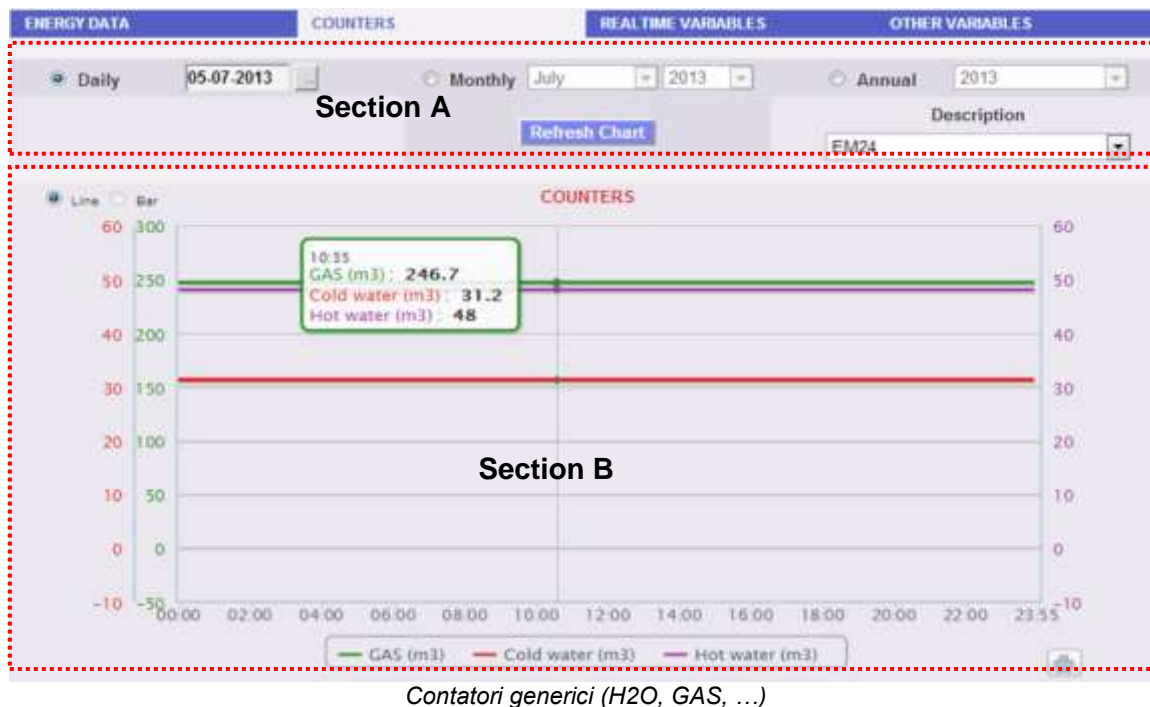 ENERGY DATA COUNTERS REALTIME VARIABLES OTHER VARIABLES
Daily 05-07-2013 ... Monthly July 2013 Annual 2013
Section A
Description
Refresh Chart
EM24
Line Bar COUNTERS
60 300 60
10:35
GAS (m3) : 246.7
50 250 50
Cold water (m3) : 31.2
Hot water (m3) : 48
40 200 40
30 150 30
20 100 20
Section B
10 50 10
0 0 0
-10 -50 -10
00:00 02:00 04:00 06:00 08:00 10:00 12:00 14:00 16:00 18:00 20:00 22:00 23:55
GAS (m3) Cold water (m3) Hot water (m3)
Contatori generici (H2O, GAS, …)